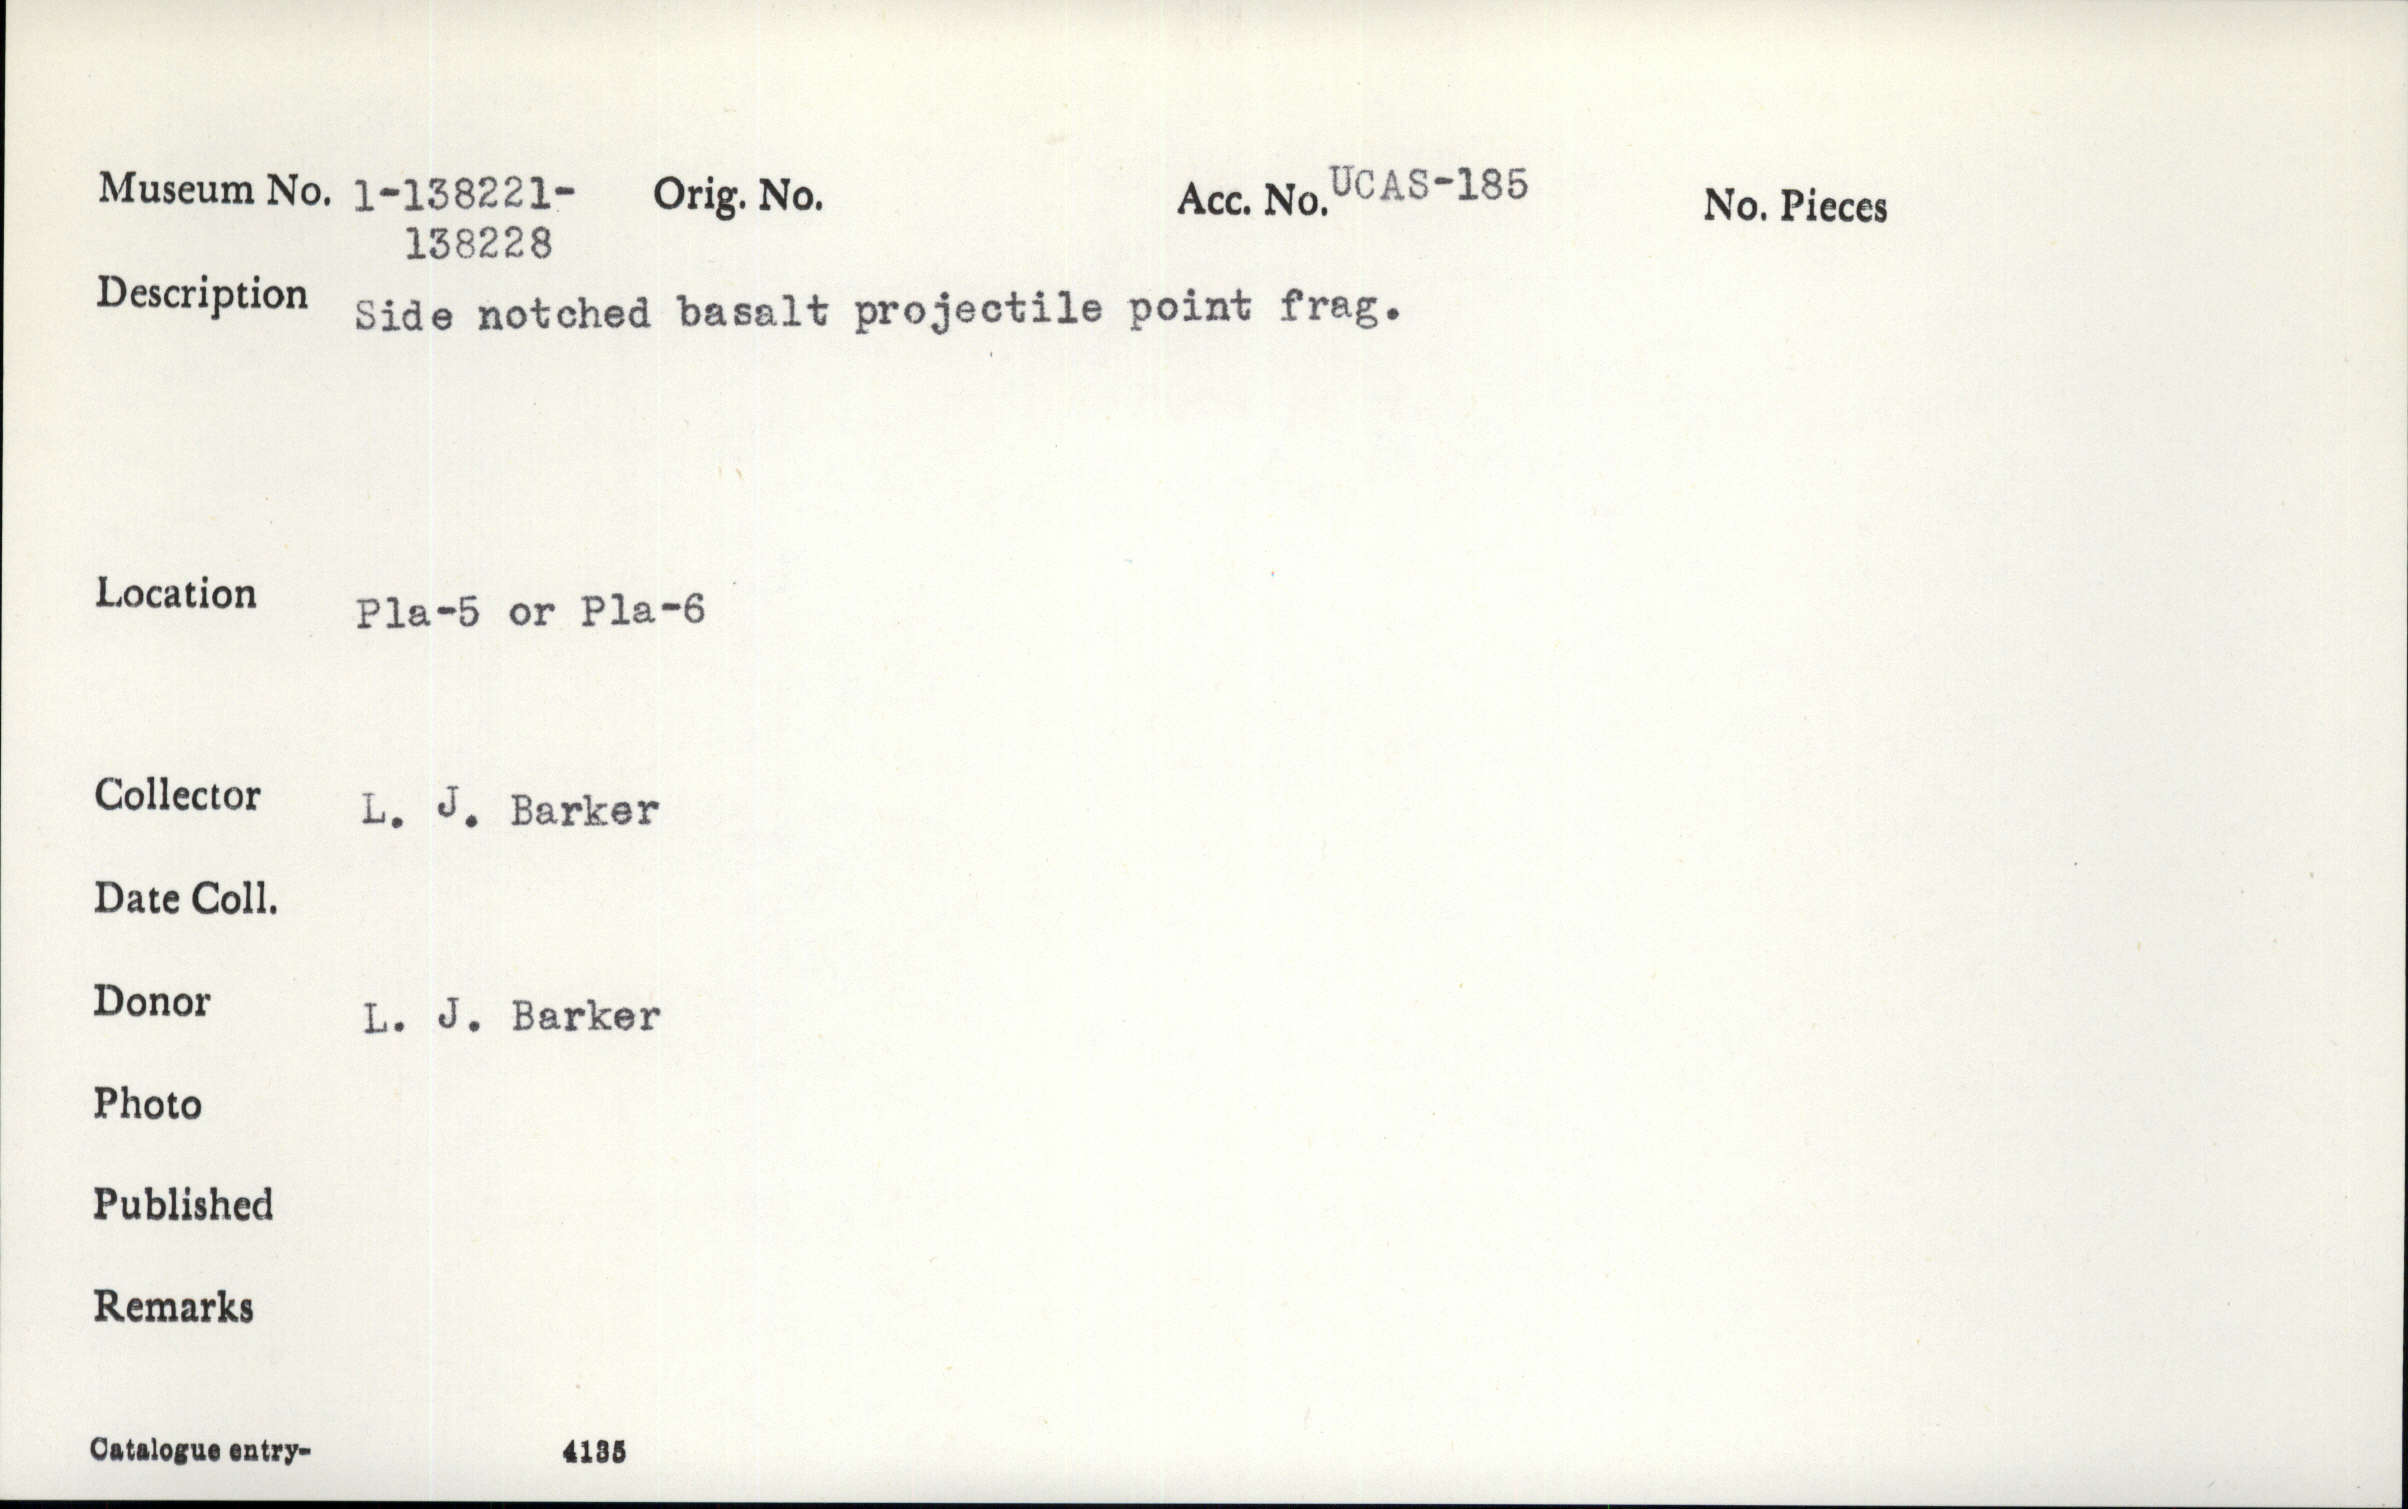 Museum No. 1-138221- Orig. No. Acc. No. UCAS-185 No. Pieces
138228
Description Side notched basalt projectile point frag.
Location Pla-5 or Pla-6
Collector L. J. Barker
Date Coll.
Donor L. J. Barker
Photo
Published
Remarks
Catalogue entry- 4135